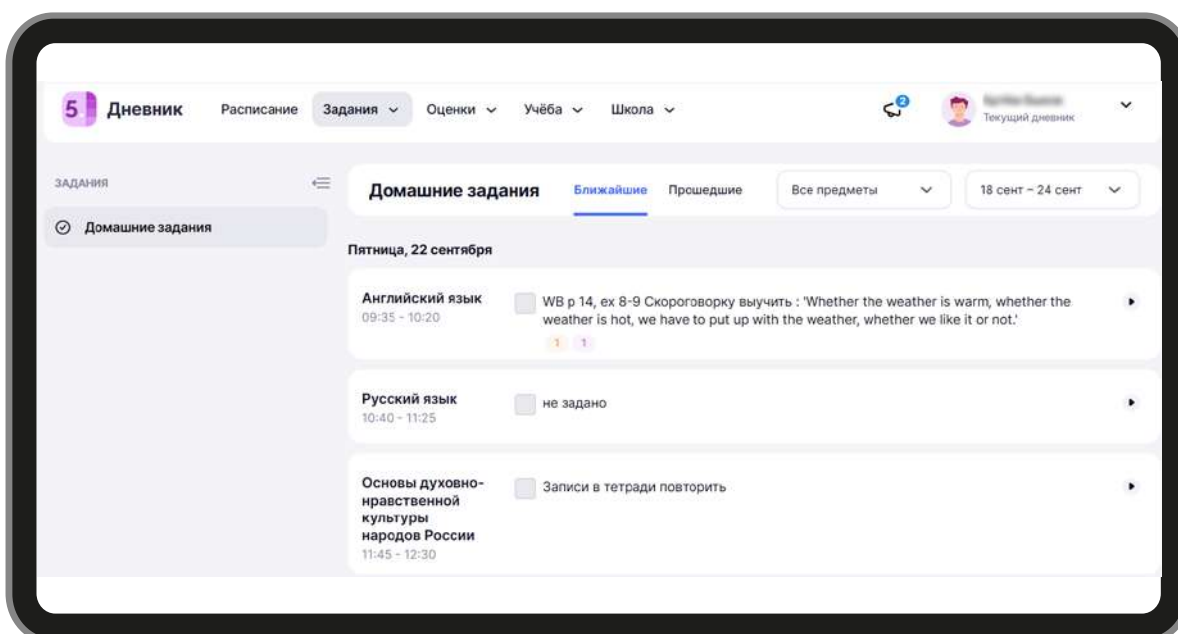 5 Дневник Расписание Задания Оценки Учёба Школа 2
Текущий дневник
ЗАДАНИЯ
Домашние задания
Домашние задания Ближайшие Прошедшие Все предметы 18 сент – 24 сент
Пятница, 22 сентября
Английский язык
09:35 - 10:20
WB p 14, ex 8-9 Скороговорку выучить : 'Whether the weather is warm, whether the
weather is hot, we have to put up with the weather, whether we like it or not.'
1 1
Русский язык
10:40 - 11:25
не задано
Основы духовно-
нравственной
культуры
народов России
11:45 - 12:30
Записи в тетради повторить